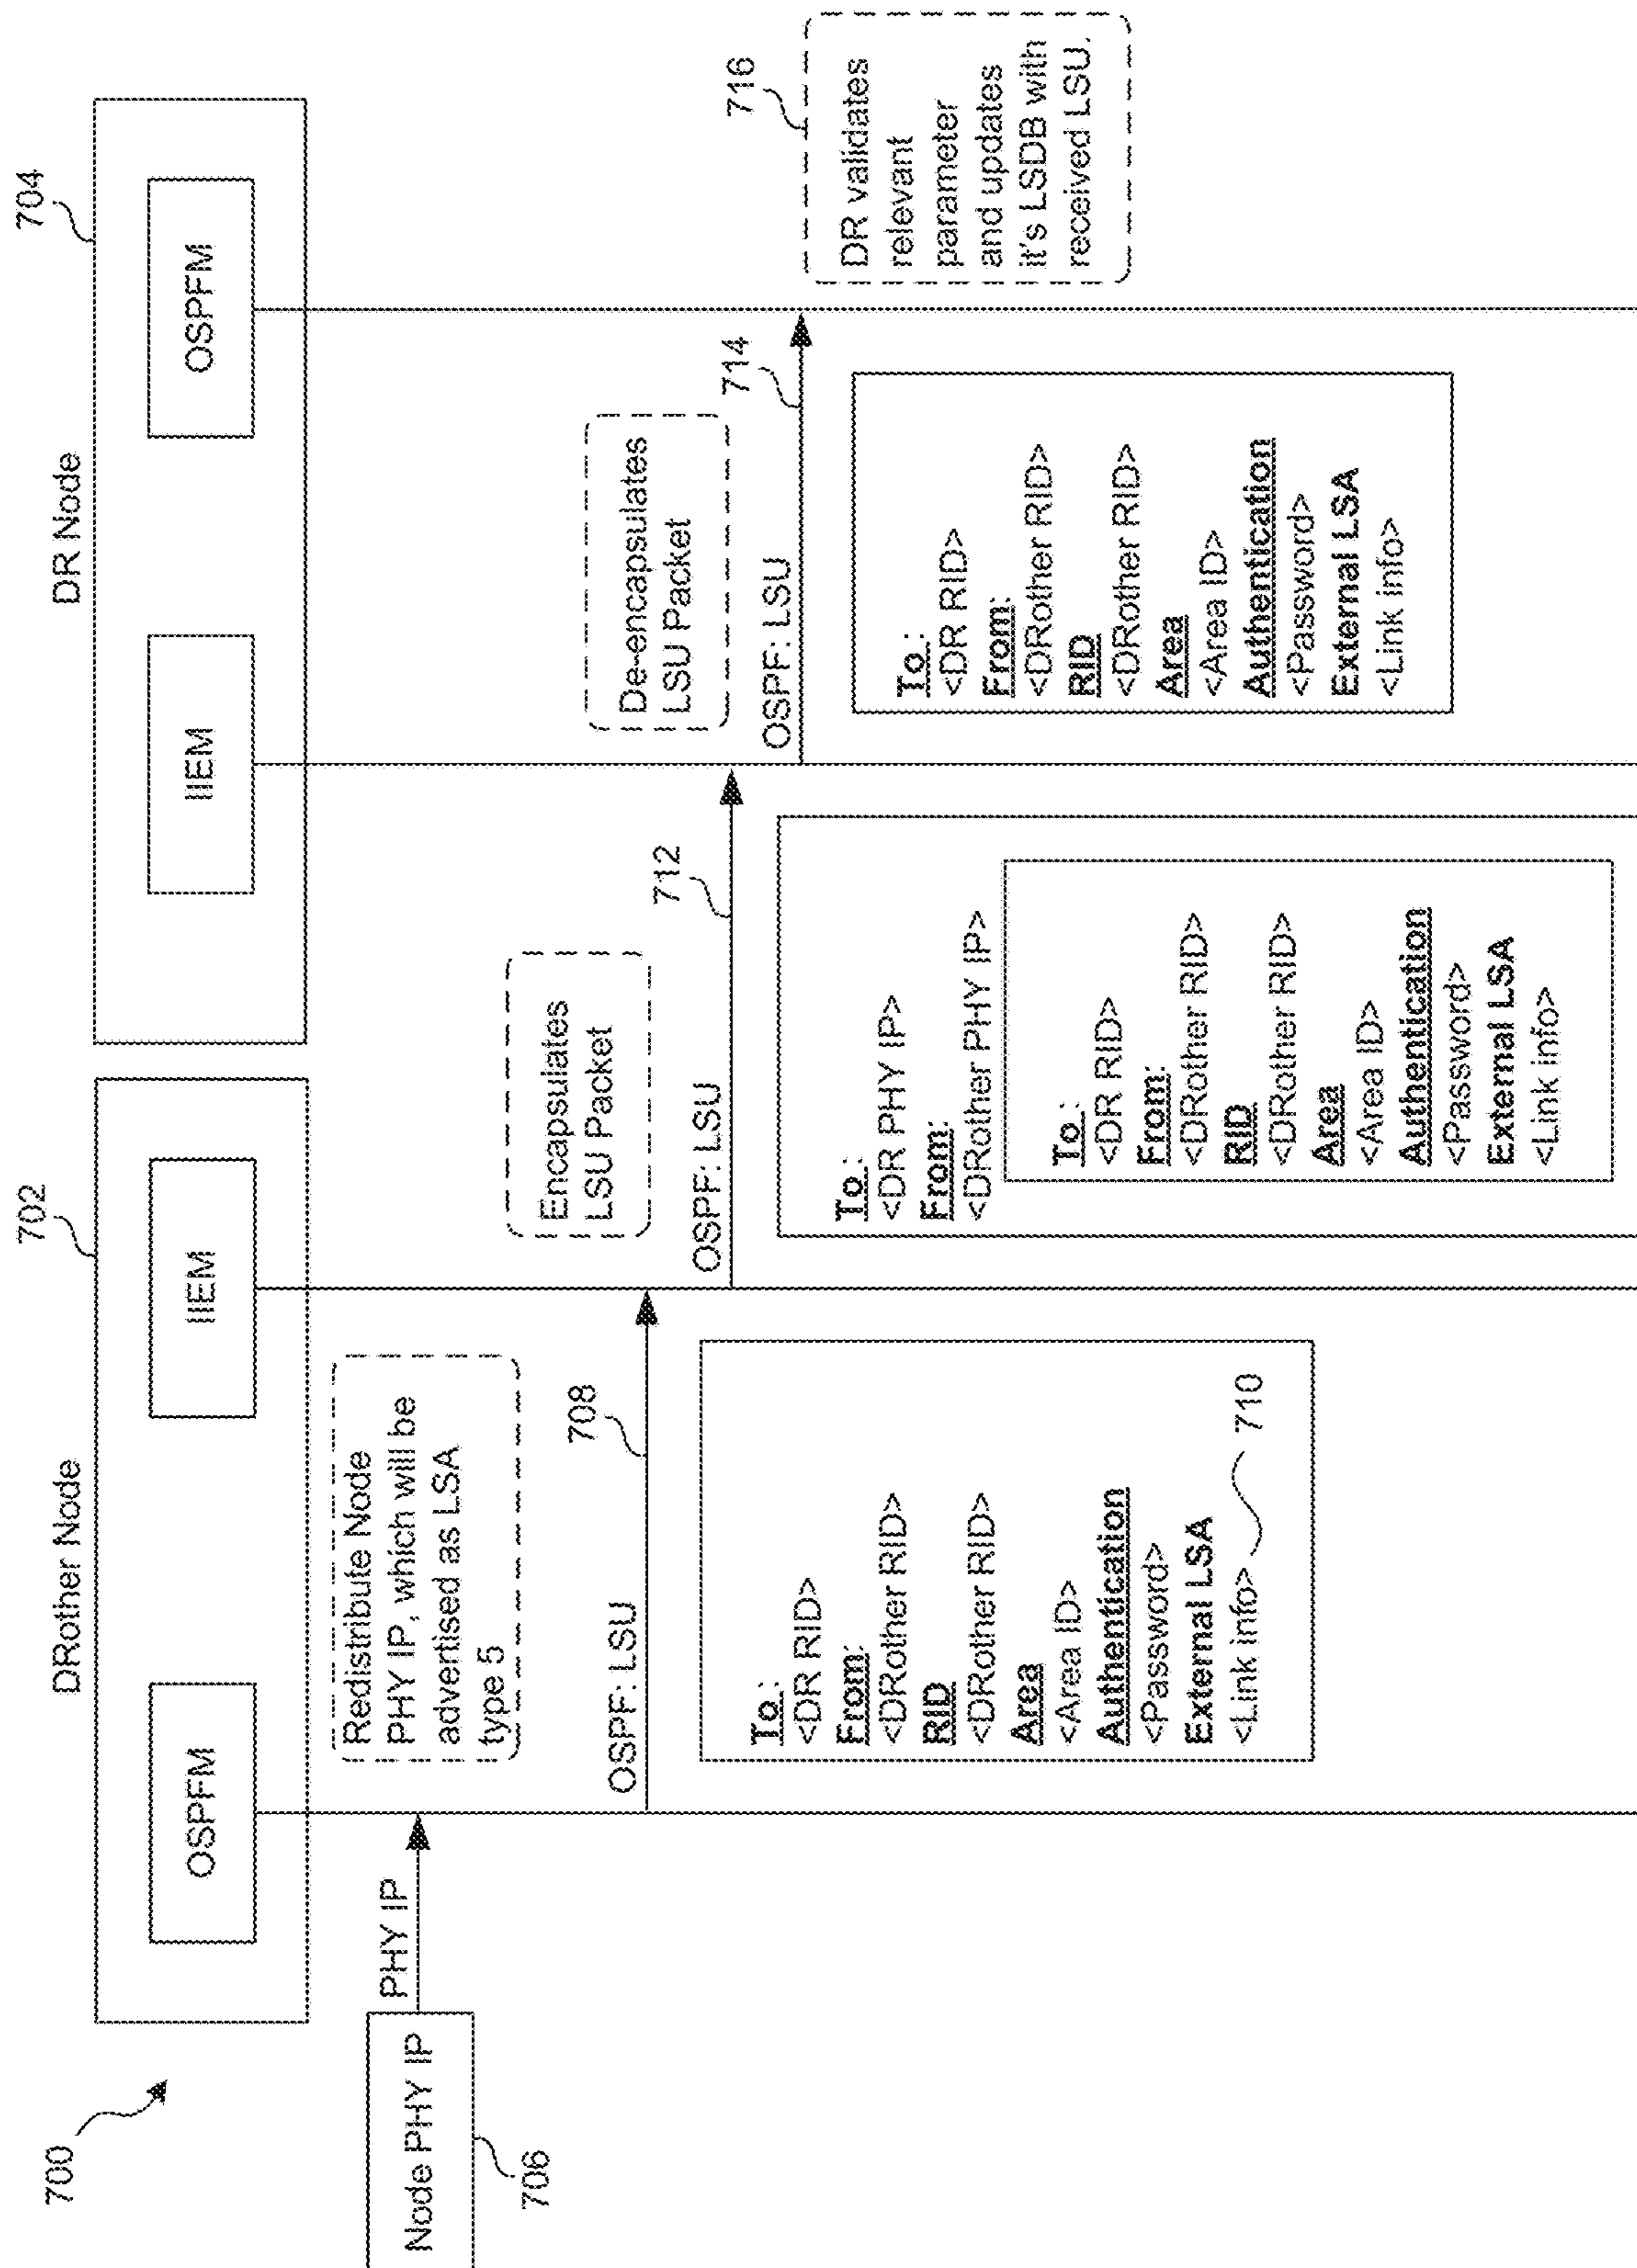 700
DRother Node
702
OSPFM
IIEM
DR Node
704
IIEM
OSPFM
Node PHY IP
706
PHY IP
Redistribute Node
PHY IP, which will be
advertised as LSA
type 5
OSPF: LSU
708
To :
<DR RID>
From:
<DRother RID>
RID
<DRother RID>
Area
<Area ID>
Authentication
<Password>
External LSA
<Link info>
710
Encapsulates
LSU Packet
OSPF: LSU
712
To :
<DR PHY IP>
From:
<DRother PHY IP>
To :
<DR RID>
From:
<DRother RID>
RID
<DRother RID>
Area
<Area ID>
Authentication
<Password>
External LSA
<Link info>
De-encapsulates
LSU Packet
OSPF: LSU
714
To :
<DR RID>
From:
<DRother RID>
RID
<DRother RID>
Area
<Area ID>
Authentication
<Password>
External LSA
<Link info>
716
DR validates
relevant
parameter
and updates
it's LSDB with
received LSU.